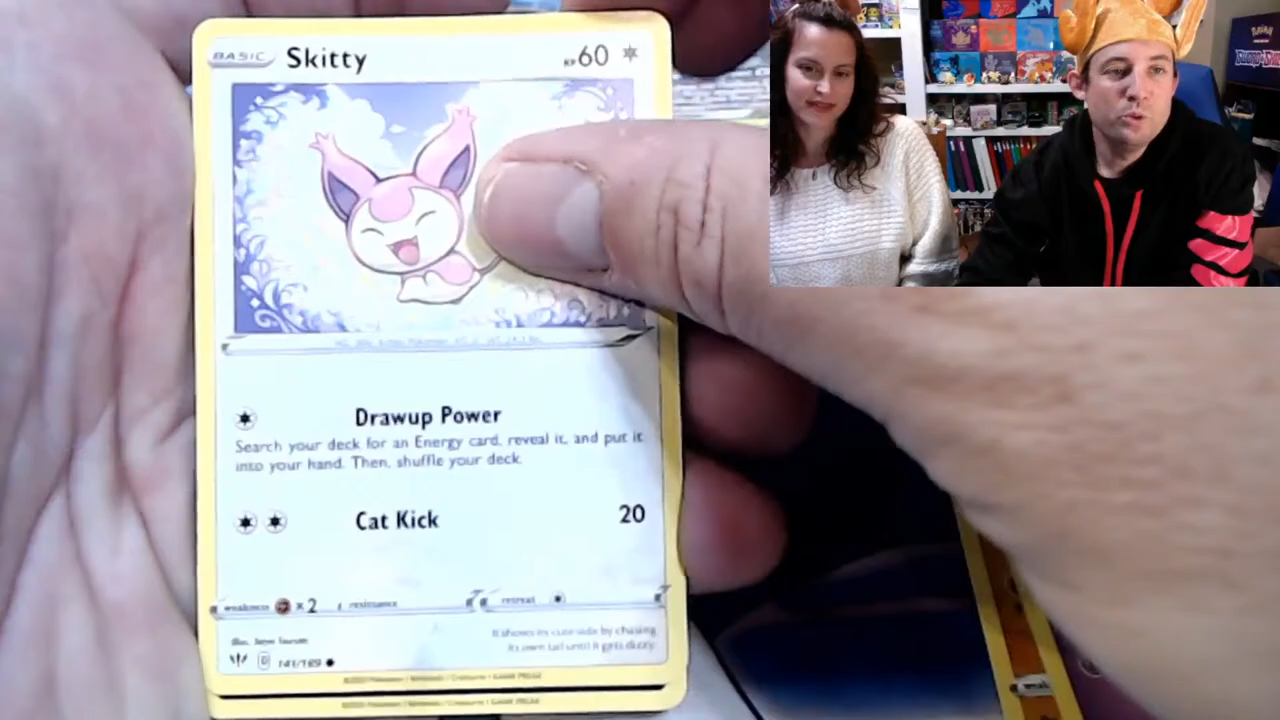 BASIC Skitty HP 60
Drawup Power
Search your deck for an Energy card, reveal it, and put it
into your hand. Then, shuffle your deck.
Cat Kick 20
weakness ×2 resistance retreat
It shows its cute side by chasing
its own tail until it gets dizzy.
D 141/189